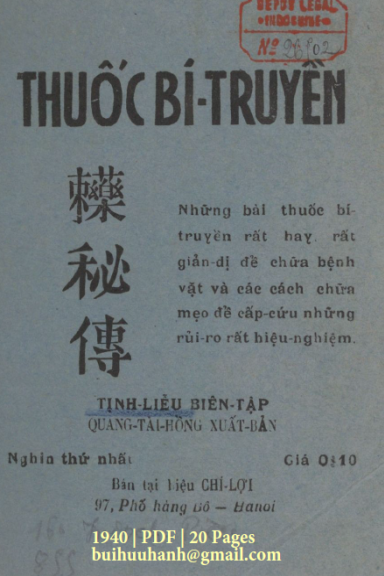 DEPOT LEGAL
INDOCHINE
Nº 26902
THUỐC BÍ-TRUYỀN
秘
傳
Những bài thuốc bí-
truyền rất hay, rất
giản-dị để chữa bệnh
vặt và các cách chữa
mẹo để cấp-cứu những
rủi-ro rất hiệu-nghiệm.
TỊNH-LIỄU BIÊN-TẬP
QUANG-TÀI-HỒNG XUẤT-BẢN
Nghìn thứ nhất
Giá 0$10
Bán tại hiệu CHÍ-LỢI
97, Phố hàng Bồ — Hanoi
1940 | PDF | 20 Pages
buihuuhanh@gmail.com